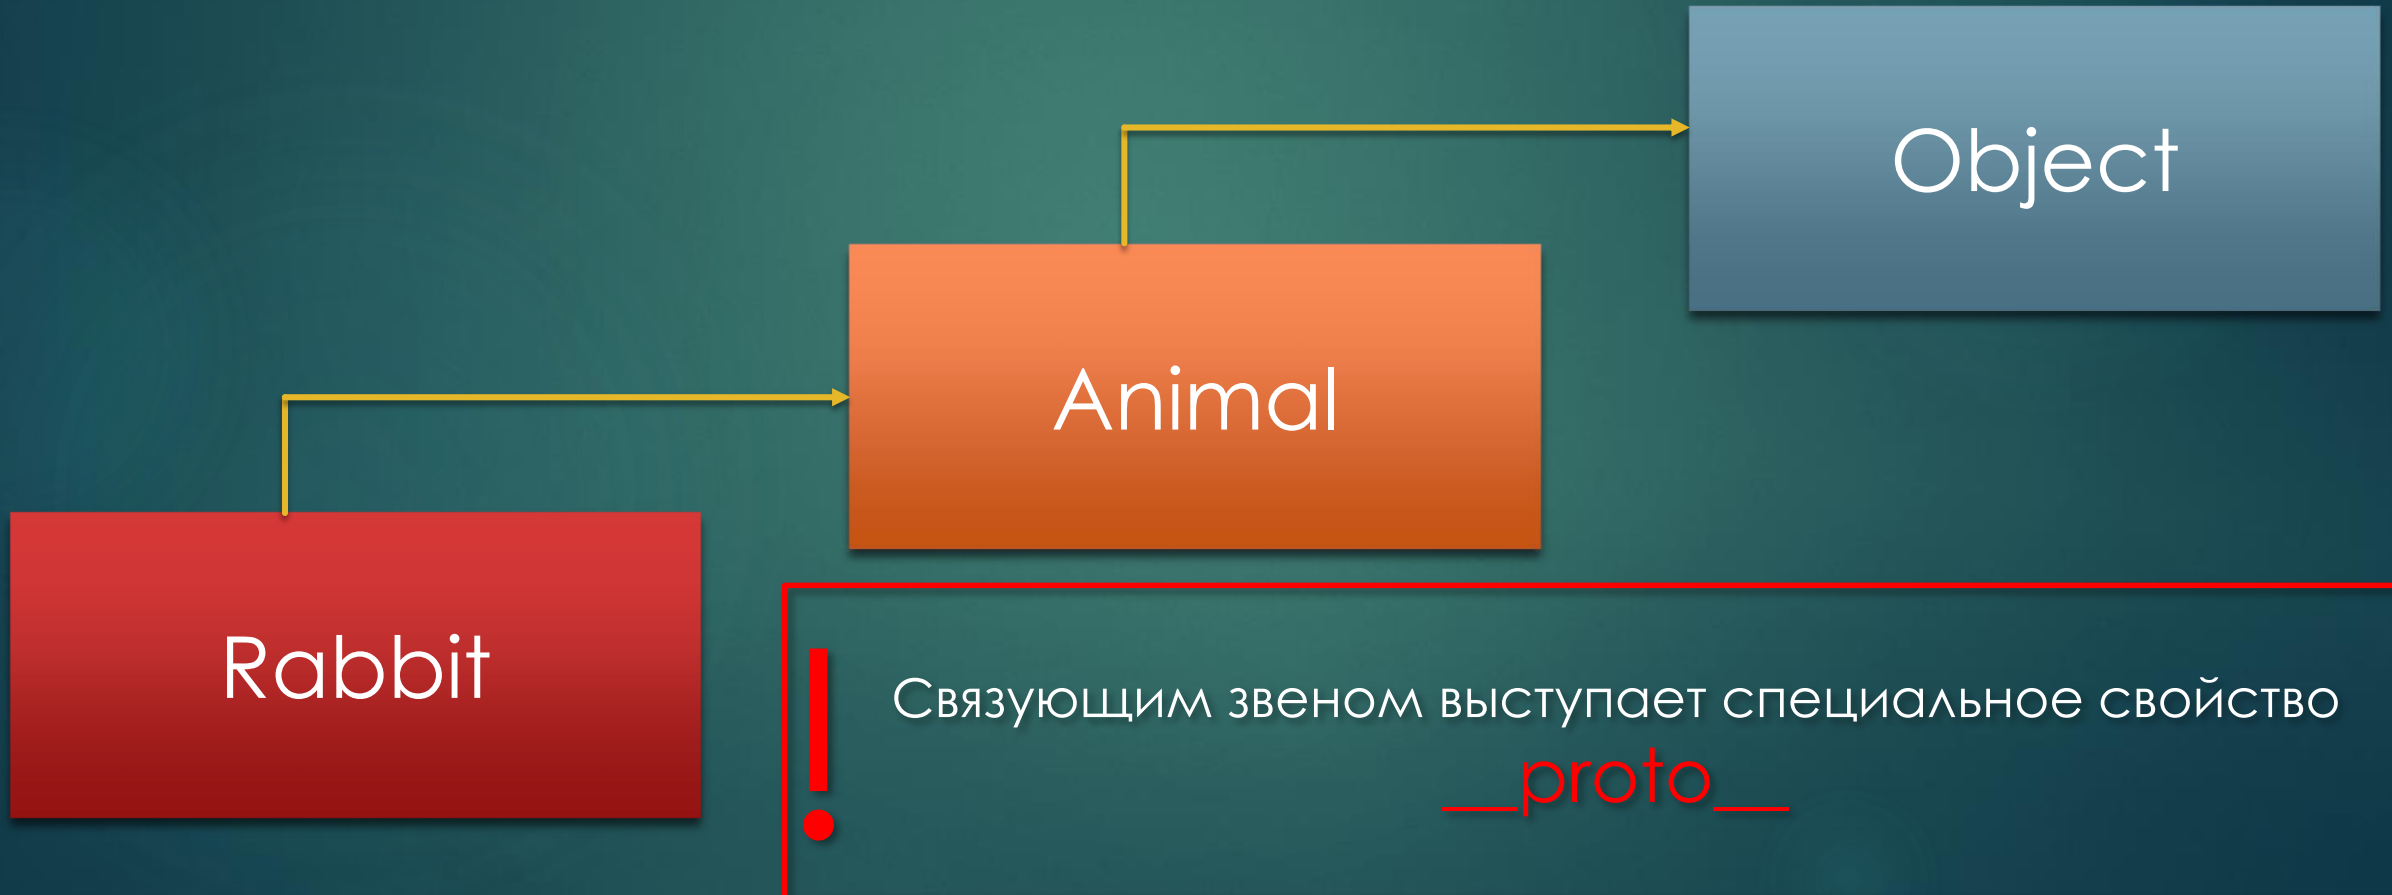 Object
Animal
Rabbit
!
Связующим звеном выступает специальное свойство
__proto__